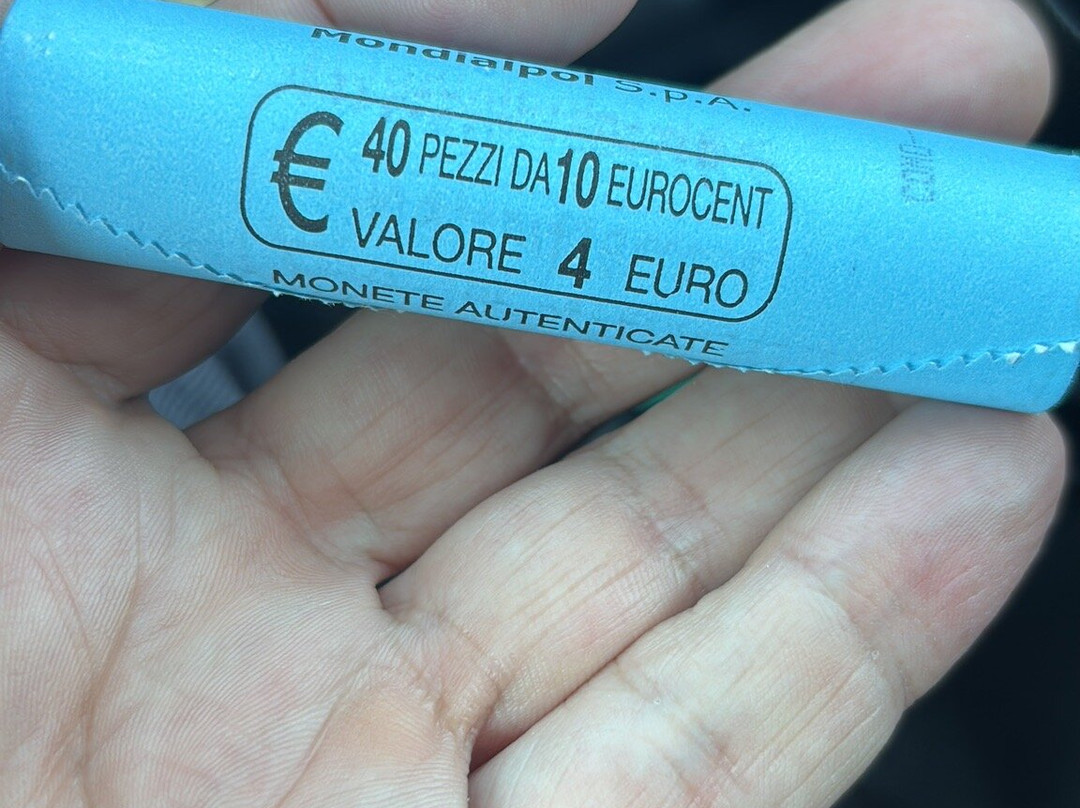 Mondialpol S.p.A.
€ 40 PEZZI DA 10 EUROCENT
VALORE 4 EURO
MONETE AUTENTICATE